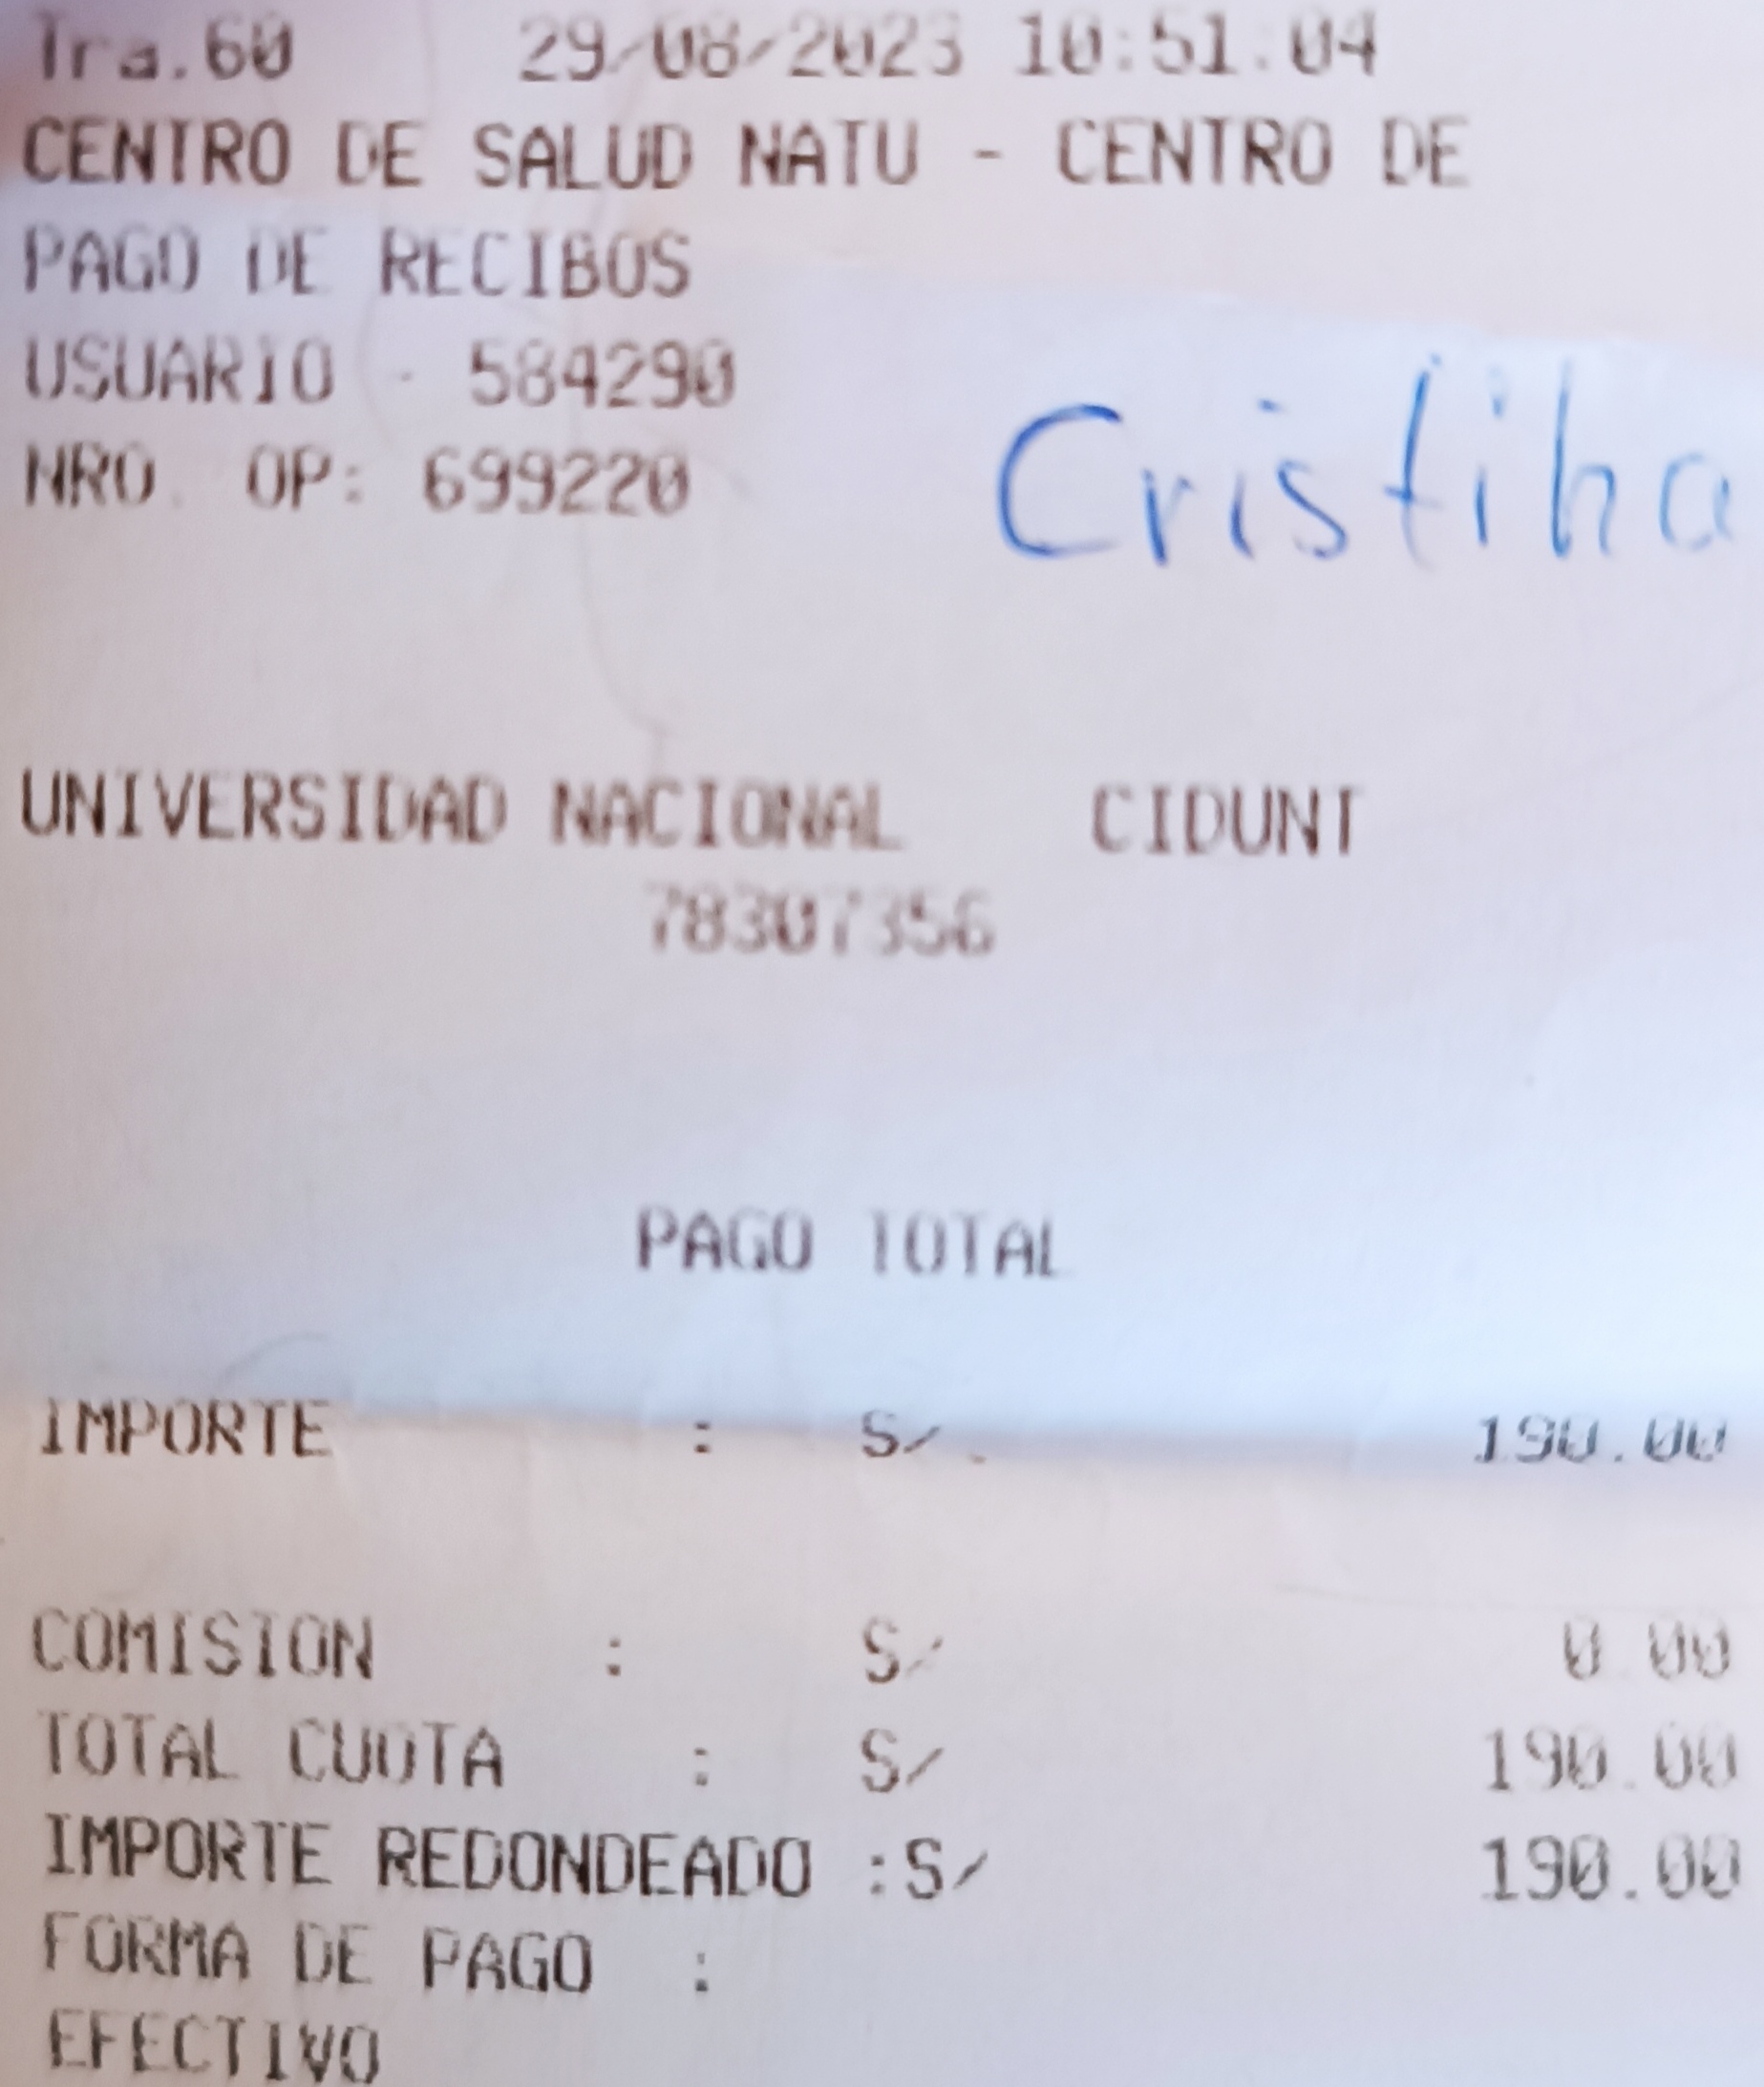 Tra.60 29/08/2023 10:51:04
CENTRO DE SALUD NATU - CENTRO DE
PAGO DE RECIBOS
USUARIO - 584290
NRO. OP: 699220
Cristina
UNIVERSIDAD NACIONAL CIDUNT
78307356
PAGO TOTAL
IMPORTE : S/. 190.00
COMISION : S/ 0.00
TOTAL CUOTA : S/ 190.00
IMPORTE REDONDEADO :S/ 190.00
FORMA DE PAGO :
EFECTIVO